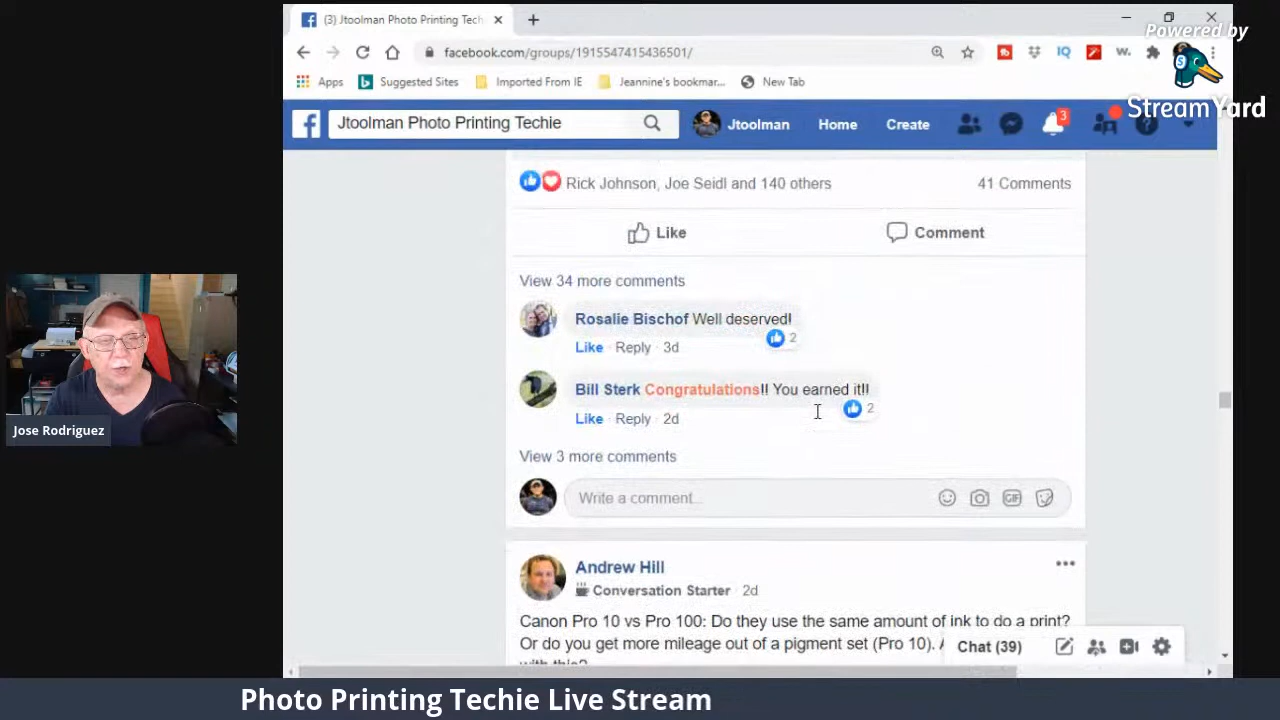 (3) Jtoolman Photo Printing Tech
Powered by
StreamYard
facebook.com/groups/1915547415436501/
IQ
Apps
Suggested Sites
Imported From IE
Jeannine's bookmar...
New Tab
Jtoolman Photo Printing Techie
Jtoolman
Home
Create
3
Rick Johnson, Joe Seidl and 140 others
41 Comments
Like
Comment
View 34 more comments
Rosalie Bischof Well deserved!
2
Like · Reply · 3d
Bill Sterk Congratulations!! You earned it!!
2
Like · Reply · 2d
View 3 more comments
Write a comment...
GIF
Andrew Hill
Conversation Starter 2d
Canon Pro 10 vs Pro 100: Do they use the same amount of ink to do a print?
Or do you get more mileage out of a pigment set (Pro 10).
with this?
Chat (39)
Jose Rodriguez
Photo Printing Techie Live Stream